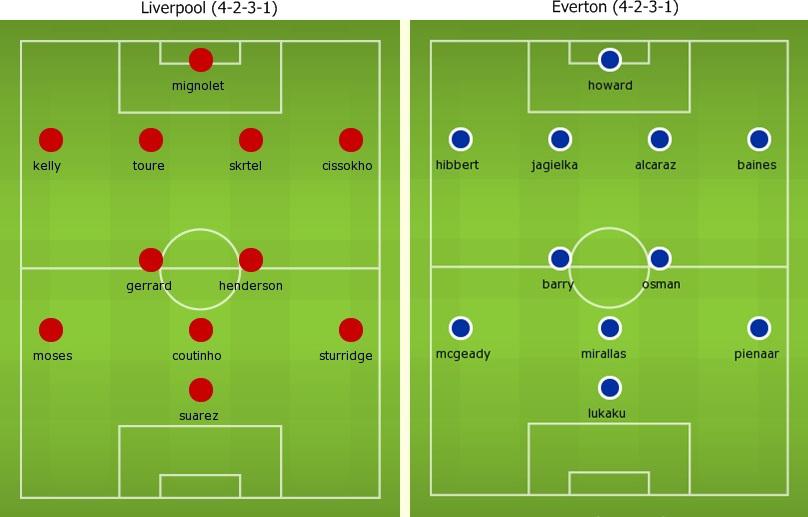 Liverpool (4-2-3-1)
mignolet
kelly toure skrtel cissokho
gerrard henderson
moses coutinho sturridge
suarez
Everton (4-2-3-1)
howard
hibbert jagielka alcaraz baines
barry osman
mcgeady mirallas pienaar
lukaku